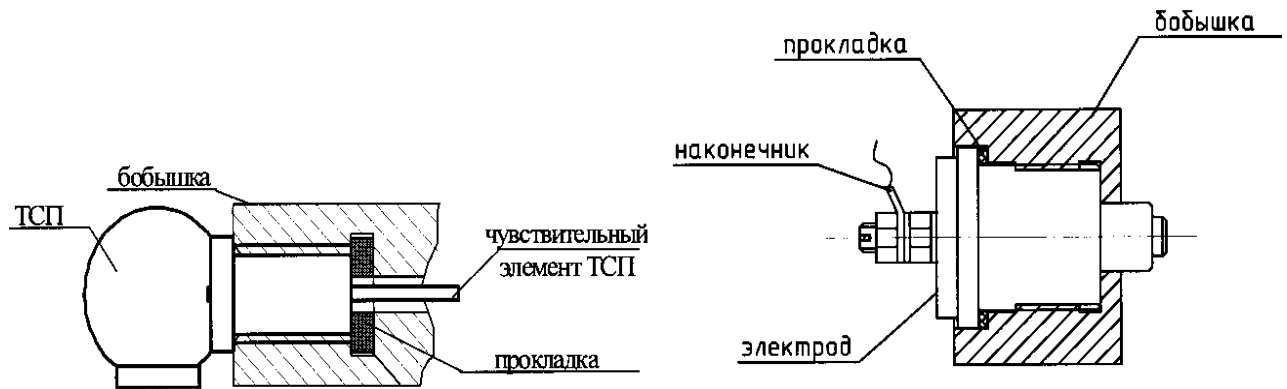 бобышка
ТСП
чувствительный
элемент ТСП
прокладка
прокладка
бобышка
наконечник
электрод